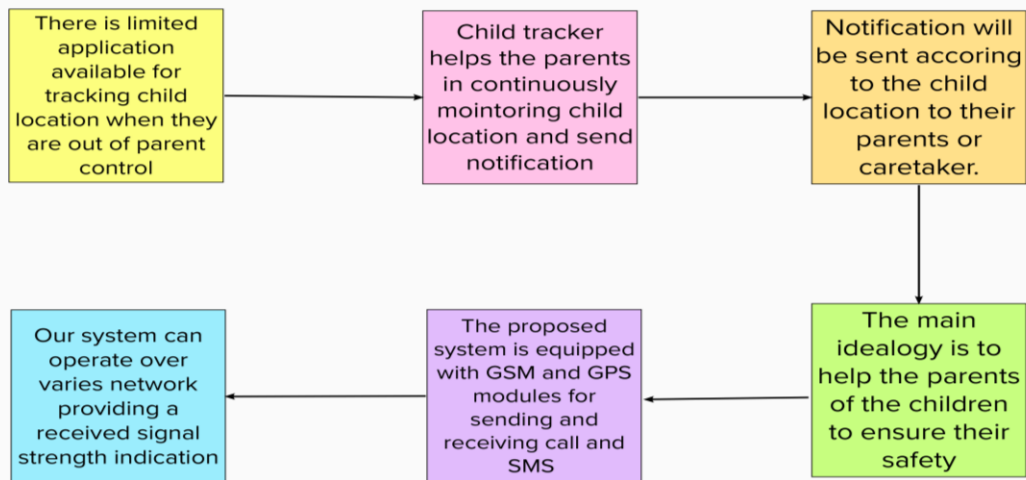 There is limited
application
available for
tracking child
location when they
are out of parent
control
Child tracker
helps the parents
in continuously
mointoring child
location and send
notification
Notification will
be sent accoring
to the child
location to their
parents or
caretaker.
The main
idealogy is to
help the parents
of the children
to ensure their
safety
The proposed
system is equipped
with GSM and GPS
modules for
sending and
receiving call and
SMS
Our system can
operate over
varies network
providing a
received signal
strength indication